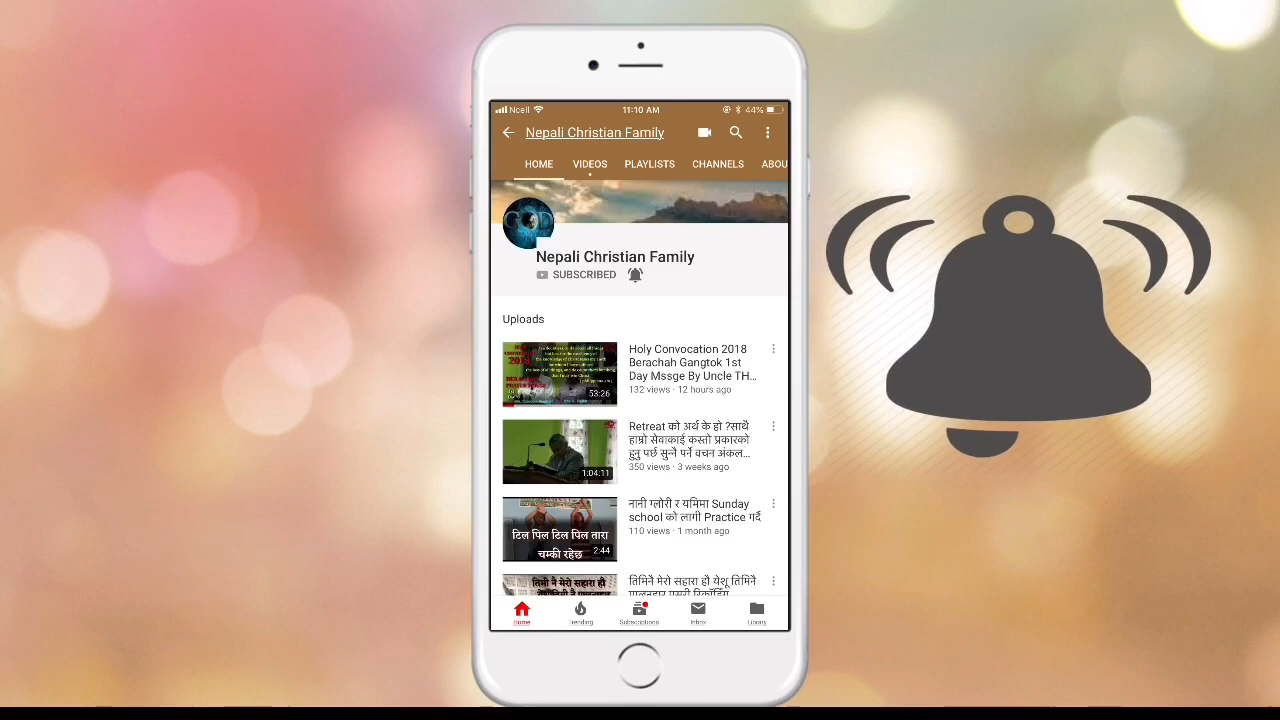 Ncell 11:10 AM 44%
Nepali Christian Family
HOME VIDEOS PLAYLISTS CHANNELS ABOU
GOD
Nepali Christian Family
SUBSCRIBED
Uploads
Holy Convocation 2018
Berachah Gangtok 1st
Day Mssge By Uncle TH...
132 views · 12 hours ago
53:26
Retreat को अर्थ के हो ?साथै
हाम्रो सेवाकाई कस्तो प्रकारको
हुनु पर्छ सुन्नै पर्ने वचन अंकल...
350 views · 3 weeks ago
1:04:11
नानी ग्लोरी र यमिमा Sunday
school को लागी Practice गर्दै
110 views · 1 month ago
टिल पिल टिल पिल तारा
चम्की रहेछ
2:44
तिमी नै मेरो सहारा हौ
तिमिनै मेरो सहारा हौ येशू तिमिनै
Home Trending Subscriptions Inbox Library